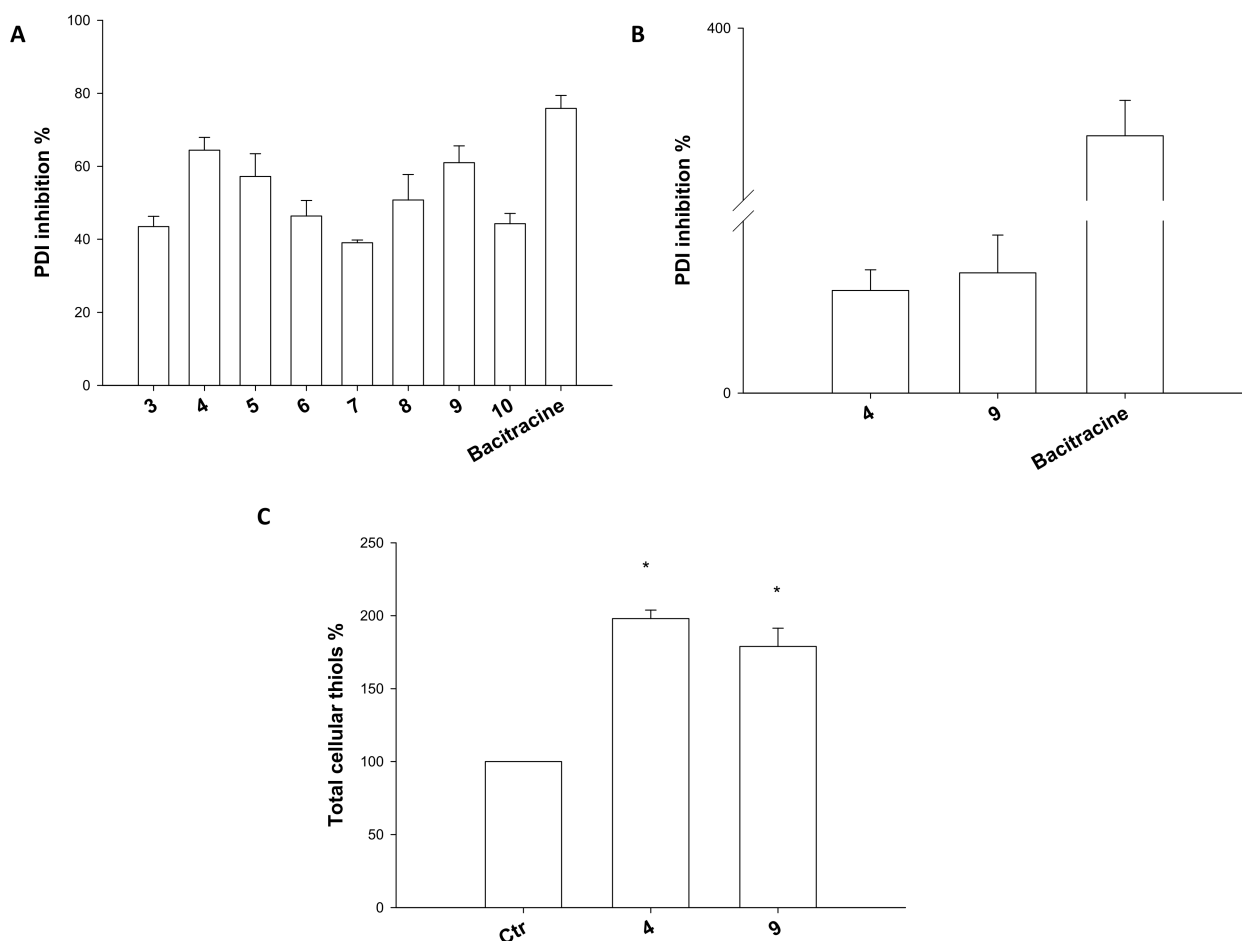 A
PDI inhibition %
100
80
60
40
20
0
3 4 5 6 7 8 9 10 Bacitracine
B
PDI inhibition %
400
0
4 9 Bacitracine
C
Total cellular thiols %
250
200
150
100
50
0
* *
Ctr 4 9